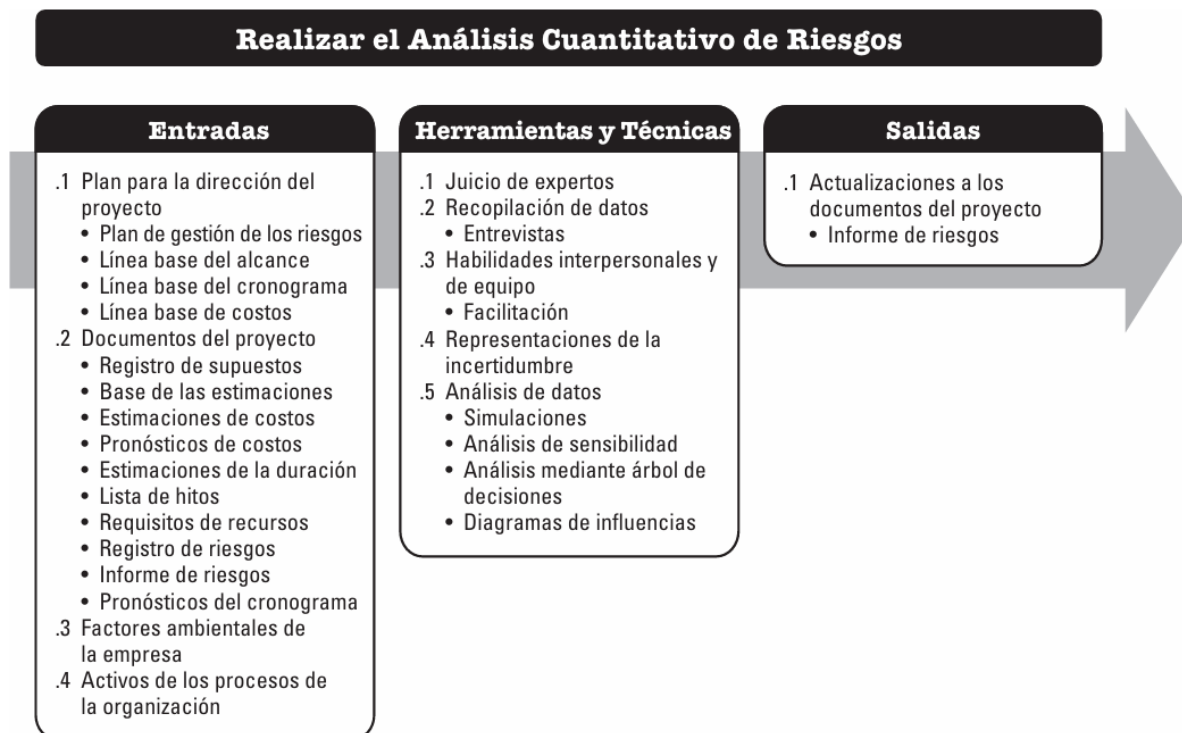 Realizar el Análisis Cuantitativo de Riesgos
Entradas
.1 Plan para la dirección del
proyecto
• Plan de gestión de los riesgos
• Línea base del alcance
• Línea base del cronograma
• Línea base de costos
.2 Documentos del proyecto
• Registro de supuestos
• Base de las estimaciones
• Estimaciones de costos
• Pronósticos de costos
• Estimaciones de la duración
• Lista de hitos
• Requisitos de recursos
• Registro de riesgos
• Informe de riesgos
• Pronósticos del cronograma
.3 Factores ambientales de
la empresa
.4 Activos de los procesos de
la organización
Herramientas y Técnicas
.1 Juicio de expertos
.2 Recopilación de datos
• Entrevistas
.3 Habilidades interpersonales y
de equipo
• Facilitación
.4 Representaciones de la
incertidumbre
.5 Análisis de datos
• Simulaciones
• Análisis de sensibilidad
• Análisis mediante árbol de
decisiones
• Diagramas de influencias
Salidas
.1 Actualizaciones a los
documentos del proyecto
• Informe de riesgos